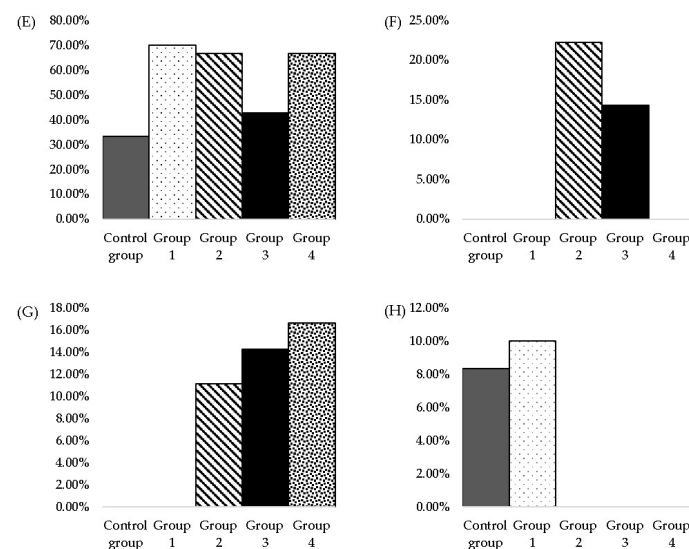 (E)
80.00%
70.00%
60.00%
50.00%
40.00%
30.00%
20.00%
10.00%
0.00%
Control Group Group Group Group
group 1 2 3 4
(F)
25.00%
20.00%
15.00%
10.00%
5.00%
0.00%
Control Group Group Group Group
group 1 2 3 4
(G)
18.00%
16.00%
14.00%
12.00%
10.00%
8.00%
6.00%
4.00%
2.00%
0.00%
Control Group Group Group Group
group 1 2 3 4
(H)
12.00%
10.00%
8.00%
6.00%
4.00%
2.00%
0.00%
Control Group Group Group Group
group 1 2 3 4